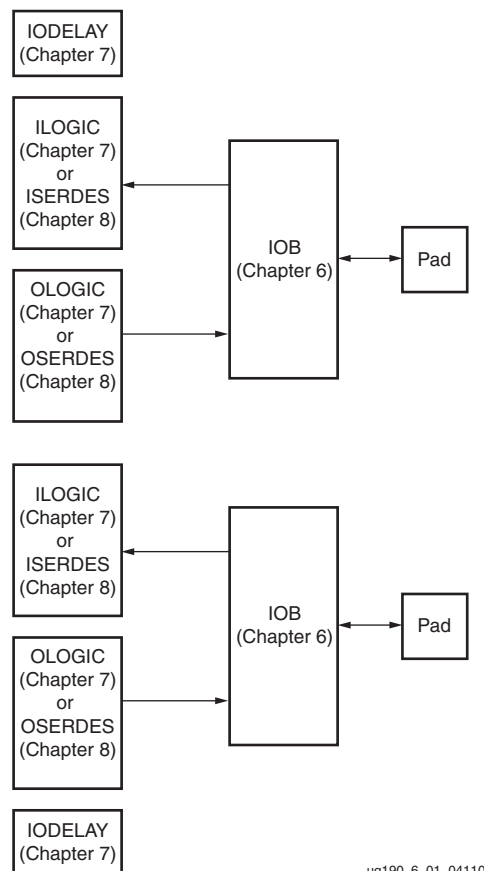 IODELAY
(Chapter 7)
ILOGIC
(Chapter 7)
or
ISERDES
(Chapter 8)
IOB
(Chapter 6)
Pad
OLOGIC
(Chapter 7)
or
OSERDES
(Chapter 8)
ILOGIC
(Chapter 7)
or
ISERDES
(Chapter 8)
IOB
(Chapter 6)
Pad
OLOGIC
(Chapter 7)
or
OSERDES
(Chapter 8)
IODELAY
(Chapter 7)